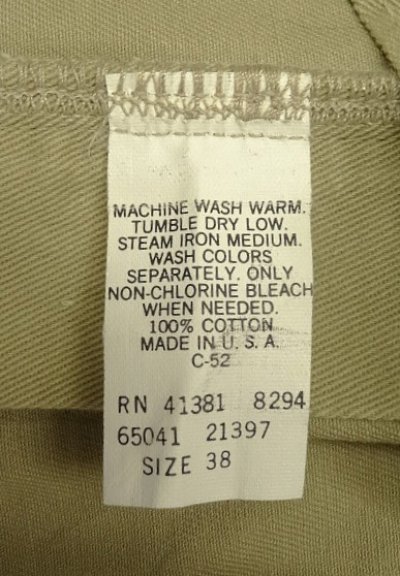 MACHINE WASH WARM.
TUMBLE DRY LOW.
STEAM IRON MEDIUM.
WASH COLORS
SEPARATELY. ONLY
NON-CHLORINE BLEACH
WHEN NEEDED.
100% COTTON
MADE IN U. S. A.
C-52
RN 41381 8294
65041 21397
SIZE 38